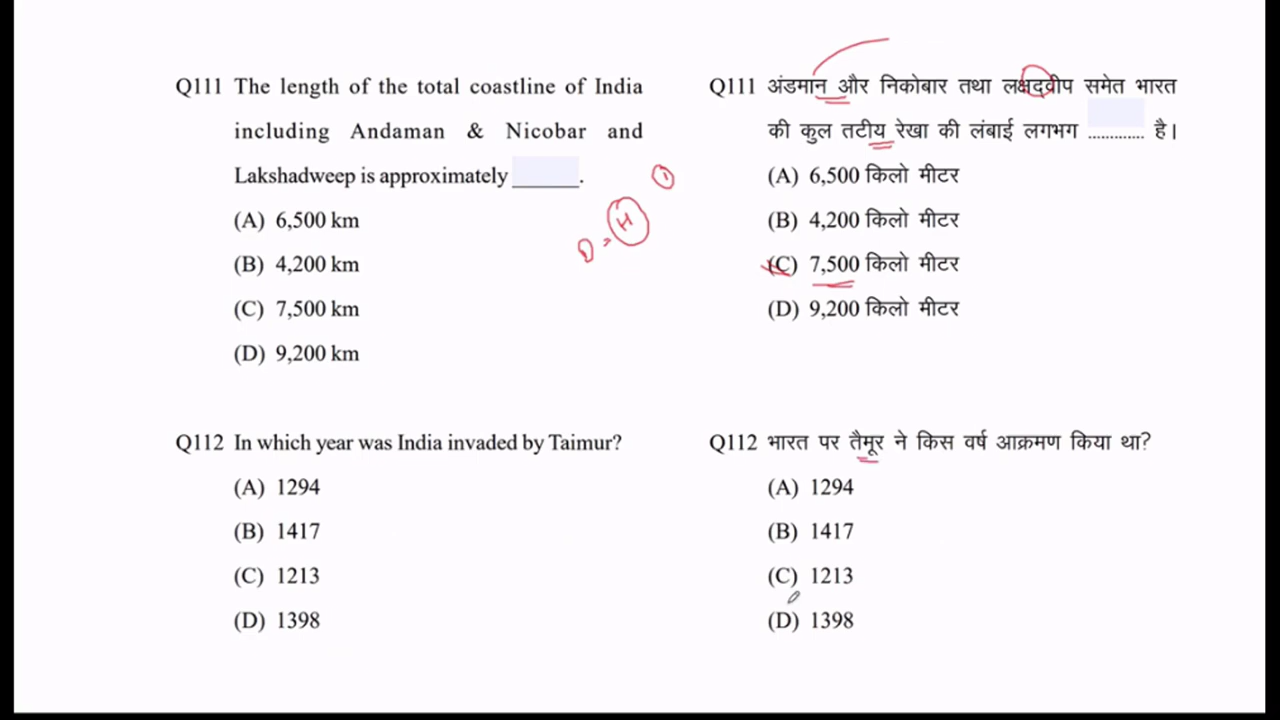 Q111 The length of the total coastline of India
including Andaman & Nicobar and
Lakshadweep is approximately ______.
(A) 6,500 km
(B) 4,200 km
(C) 7,500 km
(D) 9,200 km
Q112 In which year was India invaded by Taimur?
(A) 1294
(B) 1417
(C) 1213
(D) 1398
Q111 अंडमान और निकोबार तथा लक्षदवीप समेत भारत
की कुल तटीय रेखा की लंबाई लगभग ............. है।
(A) 6,500 किलो मीटर
(B) 4,200 किलो मीटर
(C) 7,500 किलो मीटर
(D) 9,200 किलो मीटर
Q112 भारत पर तैमूर ने किस वर्ष आक्रमण किया था?
(A) 1294
(B) 1417
(C) 1213
(D) 1398